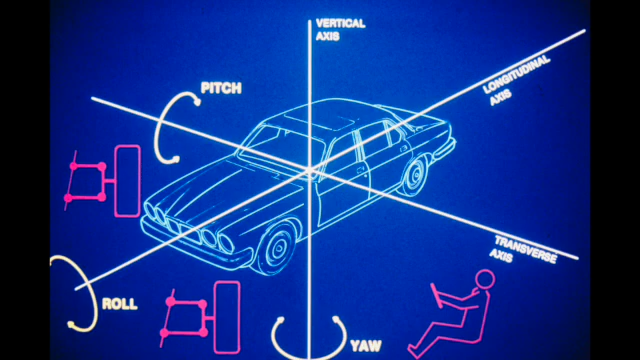 VERTICAL
AXIS
PITCH
LONGITUDINAL
AXIS
TRANSVERSE
AXIS
ROLL
YAW